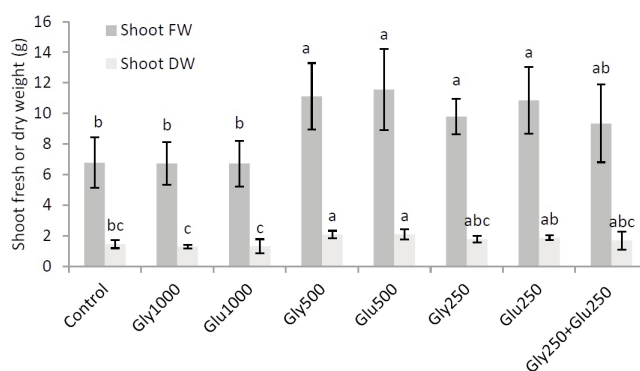 Shoot fresh or dry weight (g)
16
14
12
10
8
6
4
2
0
Shoot FW
Shoot DW
b
bc
b
c
b
c
a
a
a
a
a
abc
a
ab
ab
abc
Control
Gly1000
Glu1000
Gly500
Glu500
Gly250
Glu250
Gly250+Glu250